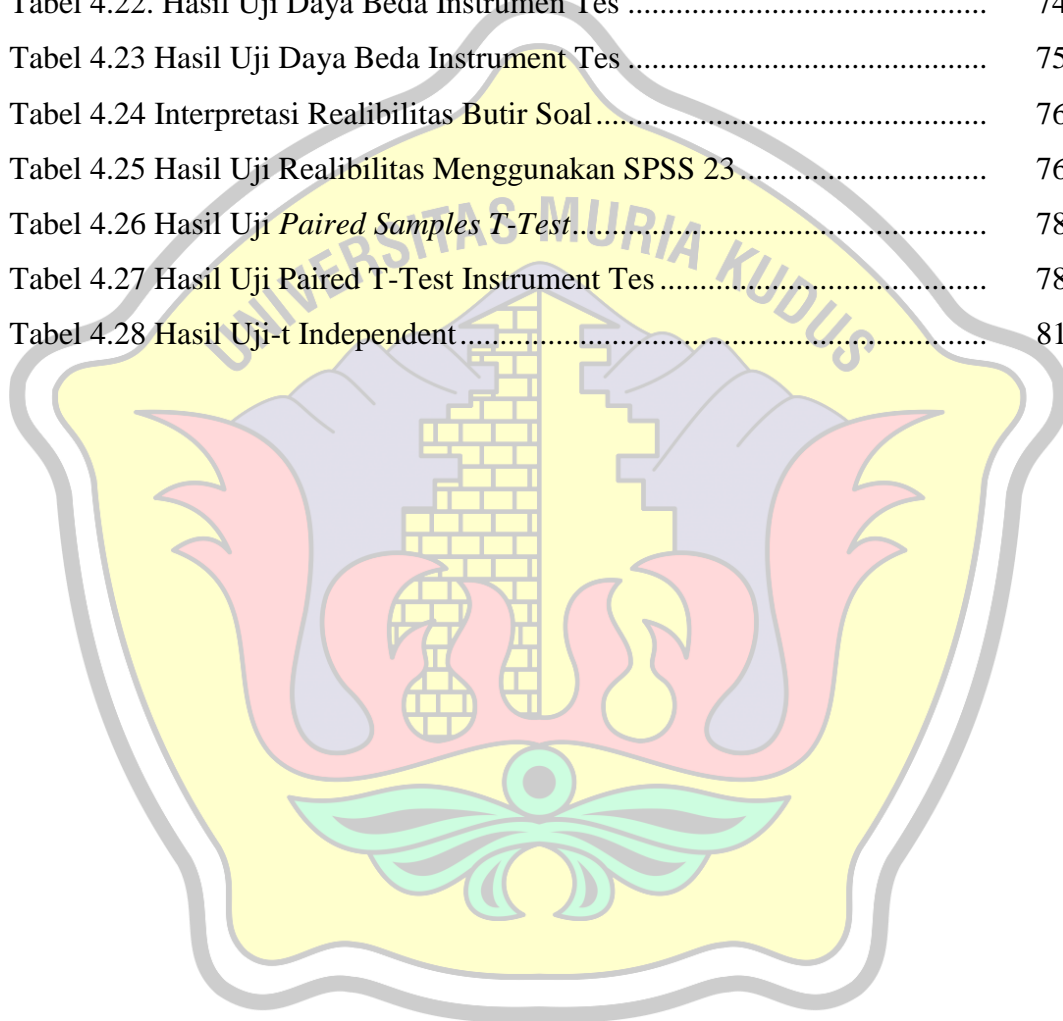 Tabel 4.22. Hasil Uji Daya Beda Instrumen Tes ............................................. 74
Tabel 4.23 Hasil Uji Daya Beda Instrument Tes ............................................. 75
Tabel 4.24 Interpretasi Realibilitas Butir Soal ................................................. 76
Tabel 4.25 Hasil Uji Realibilitas Menggunakan SPSS 23 ............................... 76
Tabel 4.26 Hasil Uji Paired Samples T-Test .................................................... 78
Tabel 4.27 Hasil Uji Paired T-Test Instrument Tes ......................................... 78
Tabel 4.28 Hasil Uji-t Independent .................................................................. 81
UNIVERSITAS MURIA KUDUS